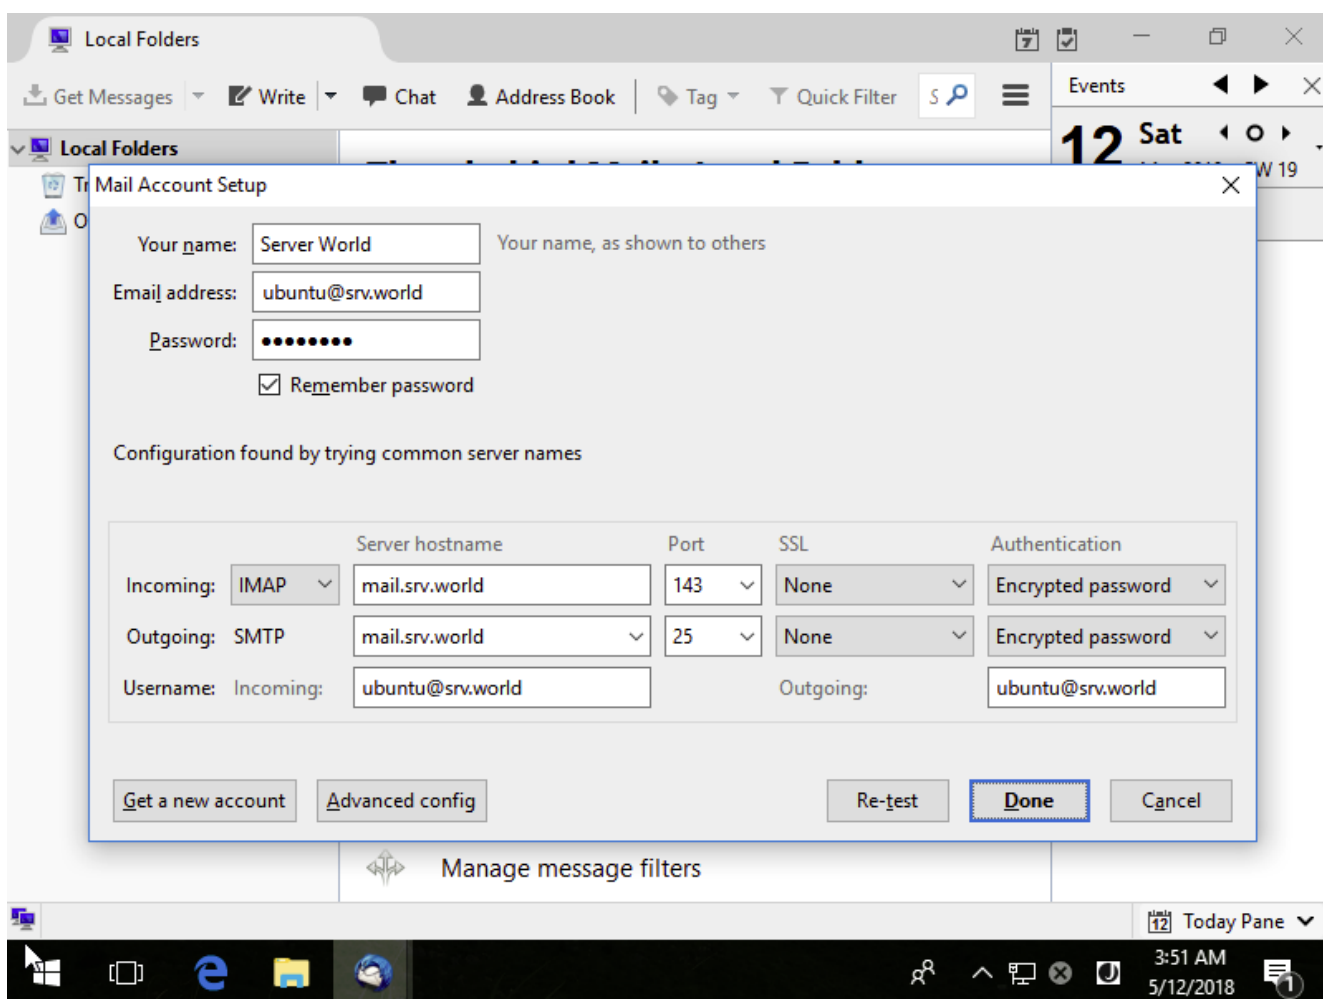 Local Folders
Get Messages Write Chat Address Book Tag Quick Filter S
Events
12 Sat
Local Folders
W 19
Tr
O
Mail Account Setup
Your name: Server World Your name, as shown to others
Email address: ubuntu@srv.world
Password: ●●●●●●●●
Remember password
Configuration found by trying common server names
Server hostname Port SSL Authentication
Incoming: IMAP mail.srv.world 143 None Encrypted password
Outgoing: SMTP mail.srv.world 25 None Encrypted password
Username: Incoming: ubuntu@srv.world Outgoing: ubuntu@srv.world
Get a new account Advanced config Re-test Done Cancel
Manage message filters
12 Today Pane
3:51 AM
5/12/2018
1